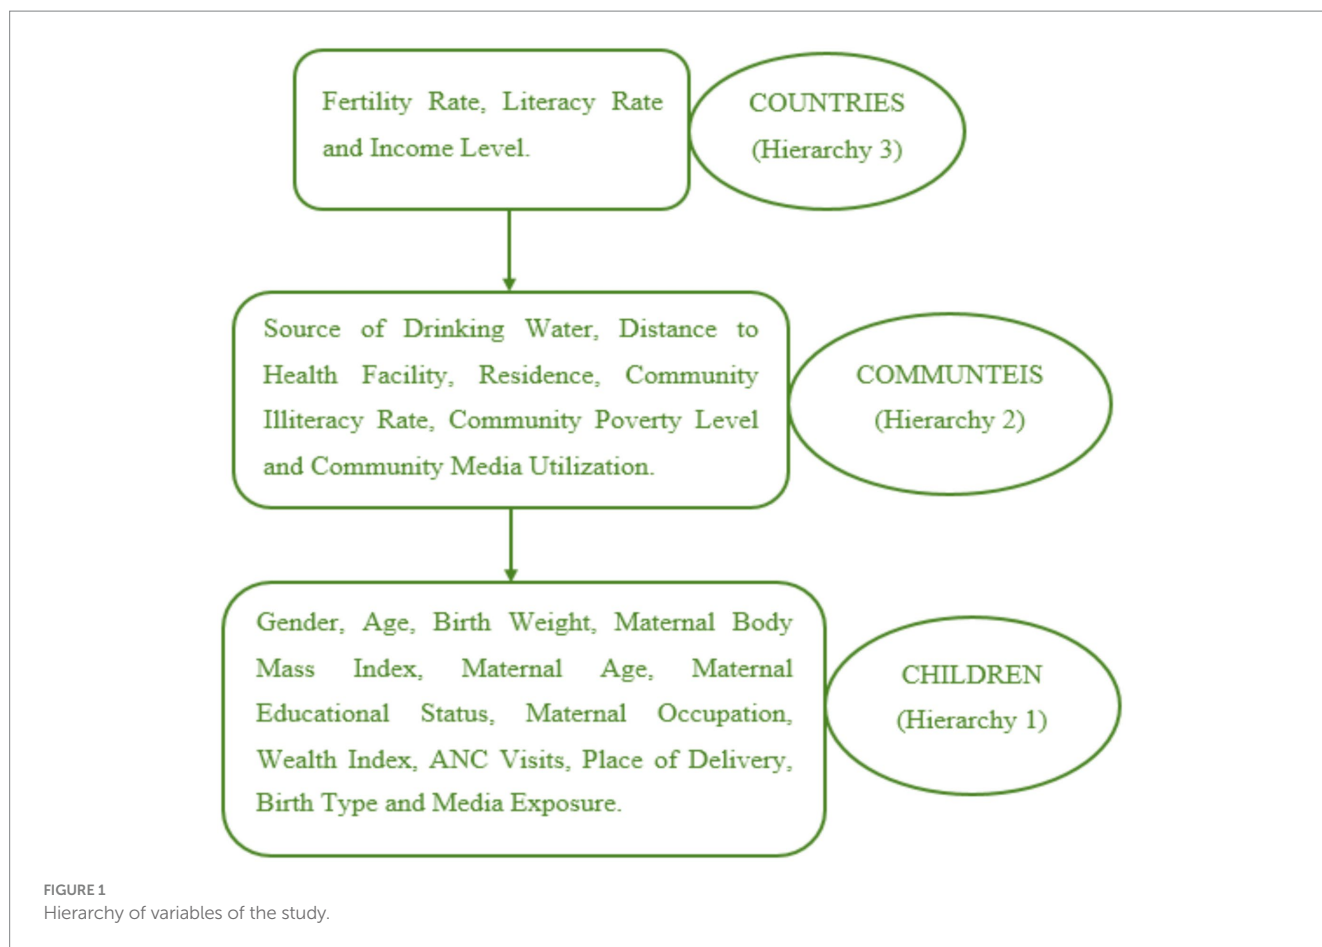 Fertility Rate, Literacy Rate
and Income Level.
COUNTRIES
(Hierarchy 3)
Source of Drinking Water, Distance to
Health Facility, Residence, Community
Illiteracy Rate, Community Poverty Level
and Community Media Utilization.
COMMUNTEIS
(Hierarchy 2)
Gender, Age, Birth Weight, Maternal Body
Mass Index, Maternal Age, Maternal
Educational Status, Maternal Occupation,
Wealth Index, ANC Visits, Place of Delivery,
Birth Type and Media Exposure.
CHILDREN
(Hierarchy 1)
FIGURE 1
Hierarchy of variables of the study.